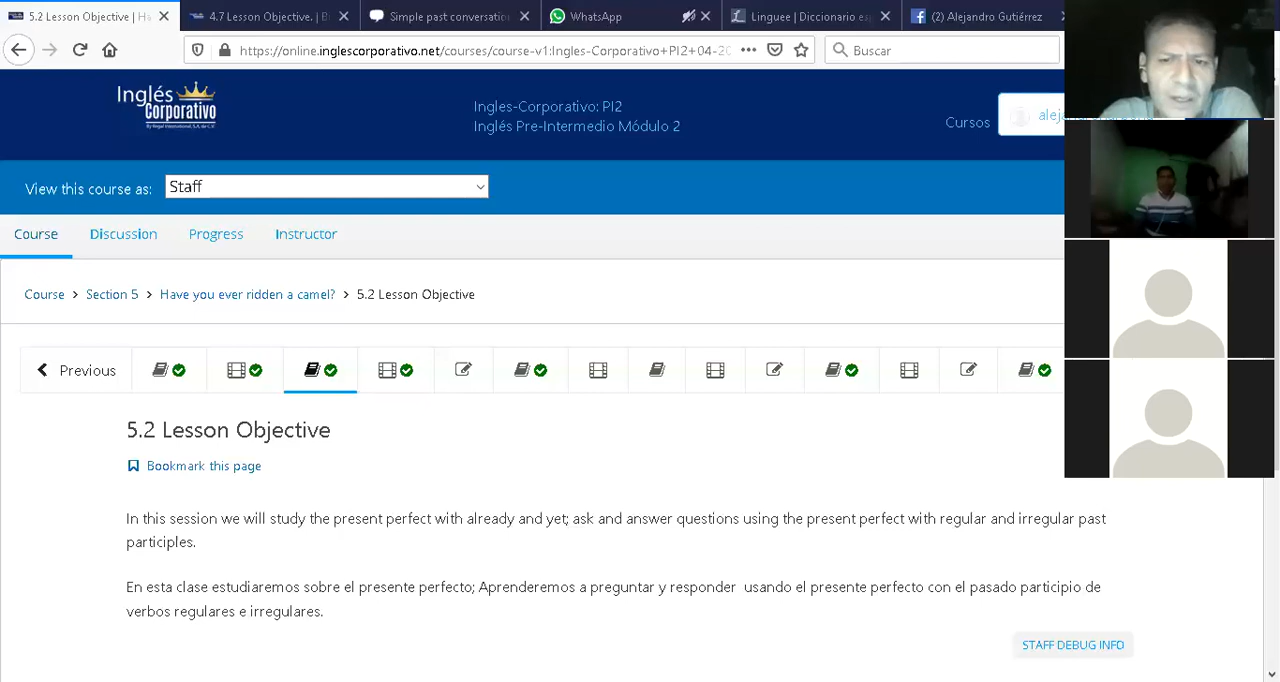 5.2 Lesson Objective | Ha
4.7 Lesson Objective. | B
Simple past conversatio
WhatsApp
Linguee | Diccionario es
(2) Alejandro Gutiérrez
https://online.inglescorporativo.net/courses/course-v1:Ingles-Corporativo+PI2+04-20
Buscar
Inglés
Corporativo
By Regal International, S.A. de C.V.
Ingles-Corporativo: PI2
Inglés Pre-Intermedio Módulo 2
Cursos
View this course as:
Staff
Course
Discussion
Progress
Instructor
Course > Section 5 > Have you ever ridden a camel? > 5.2 Lesson Objective
Previous
5.2 Lesson Objective
Bookmark this page
In this session we will study the present perfect with already and yet; ask and answer questions using the present perfect with regular and irregular past
participles.
En esta clase estudiaremos sobre el presente perfecto; Aprenderemos a preguntar y responder usando el presente perfecto con el pasado participio de
verbos regulares e irregulares.
STAFF DEBUG INFO